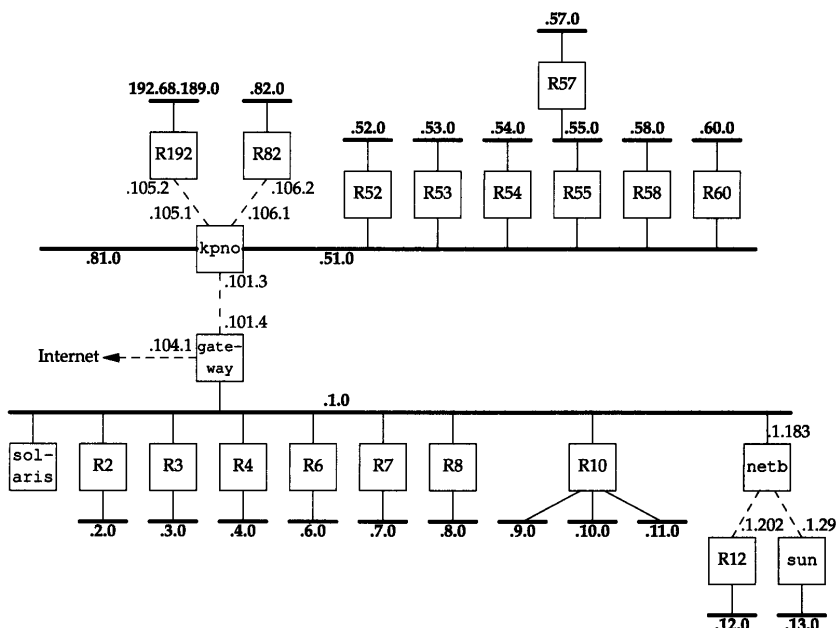 .57.0
R57
192.68.189.0
.82.0
.52.0
.53.0
.54.0
.55.0
.58.0
.60.0
R192
R82
R52
R53
R54
R55
R58
R60
.105.2
.106.2
.105.1
.106.1
kpno
.81.0
.51.0
.101.3
.101.4
Internet
.104.1
gate-
way
.1.0
.1.183
sol-
aris
R2
R3
R4
R6
R7
R8
R10
netb
.2.0
.3.0
.4.0
.6.0
.7.0
.8.0
.9.0
.10.0
.11.0
.1.202
.1.29
R12
sun
.12.0
.13.0